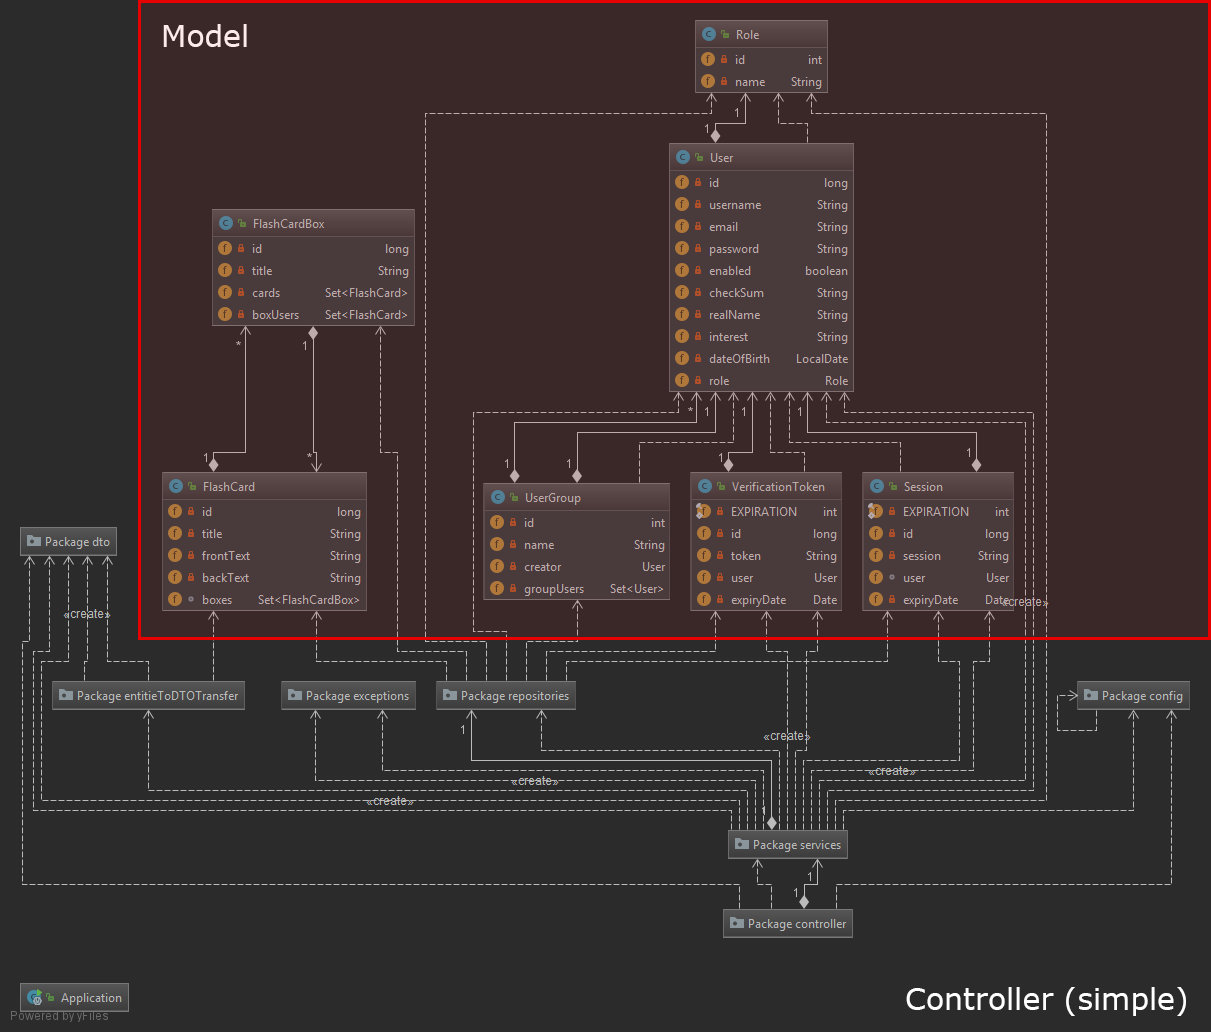 Model
Role
id int
name String
1
1
User
id long
username String
email String
password String
enabled boolean
checkSum String
realName String
interest String
dateOfBirth LocalDate
role Role
FlashCardBox
id long
title String
cards Set<FlashCard>
boxUsers Set<FlashCard>
* 1
* 1 1 1
1 * 1 1 1 1
FlashCard
id long
title String
frontText String
backText String
boxes Set<FlashCardBox>
UserGroup
id int
name String
creator User
groupUsers Set<User>
VerificationToken
EXPIRATION int
id long
token String
user User
expiryDate Date
Session
EXPIRATION int
id long
session String
user User
expiryDate Date
«create»
Package dto
«create»
Package entitieToDTOTransfer
Package exceptions
Package repositories
Package config
1
«create»
«create»
«create»
«create»
1
Package services
1
1
Package controller
Application
Controller (simple)
Powered by yFiles